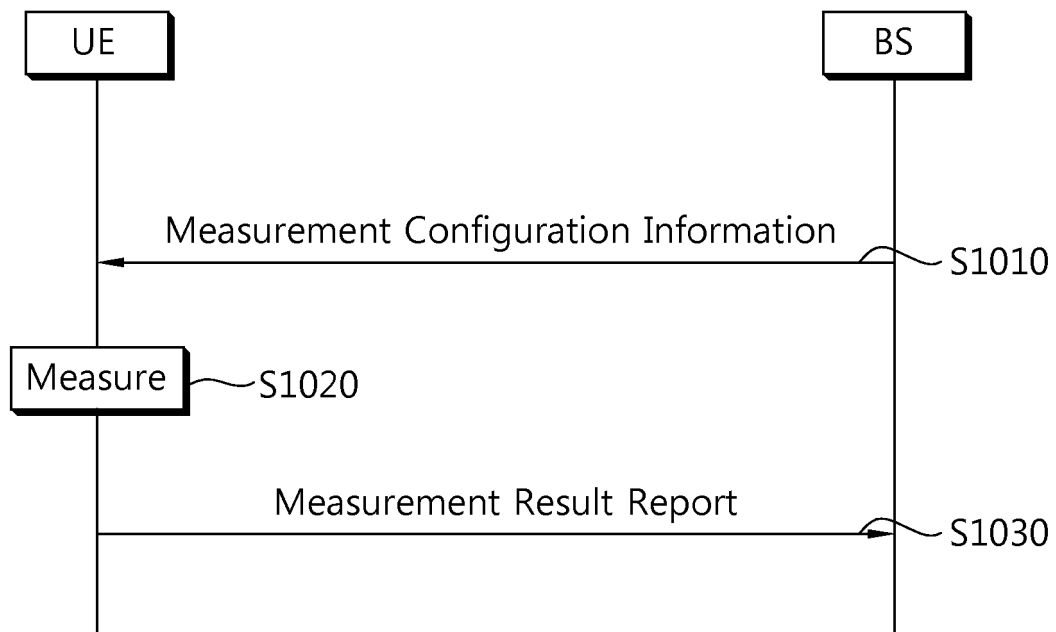 UE
BS
Measurement Configuration Information
S1010
Measure
S1020
Measurement Result Report
S1030